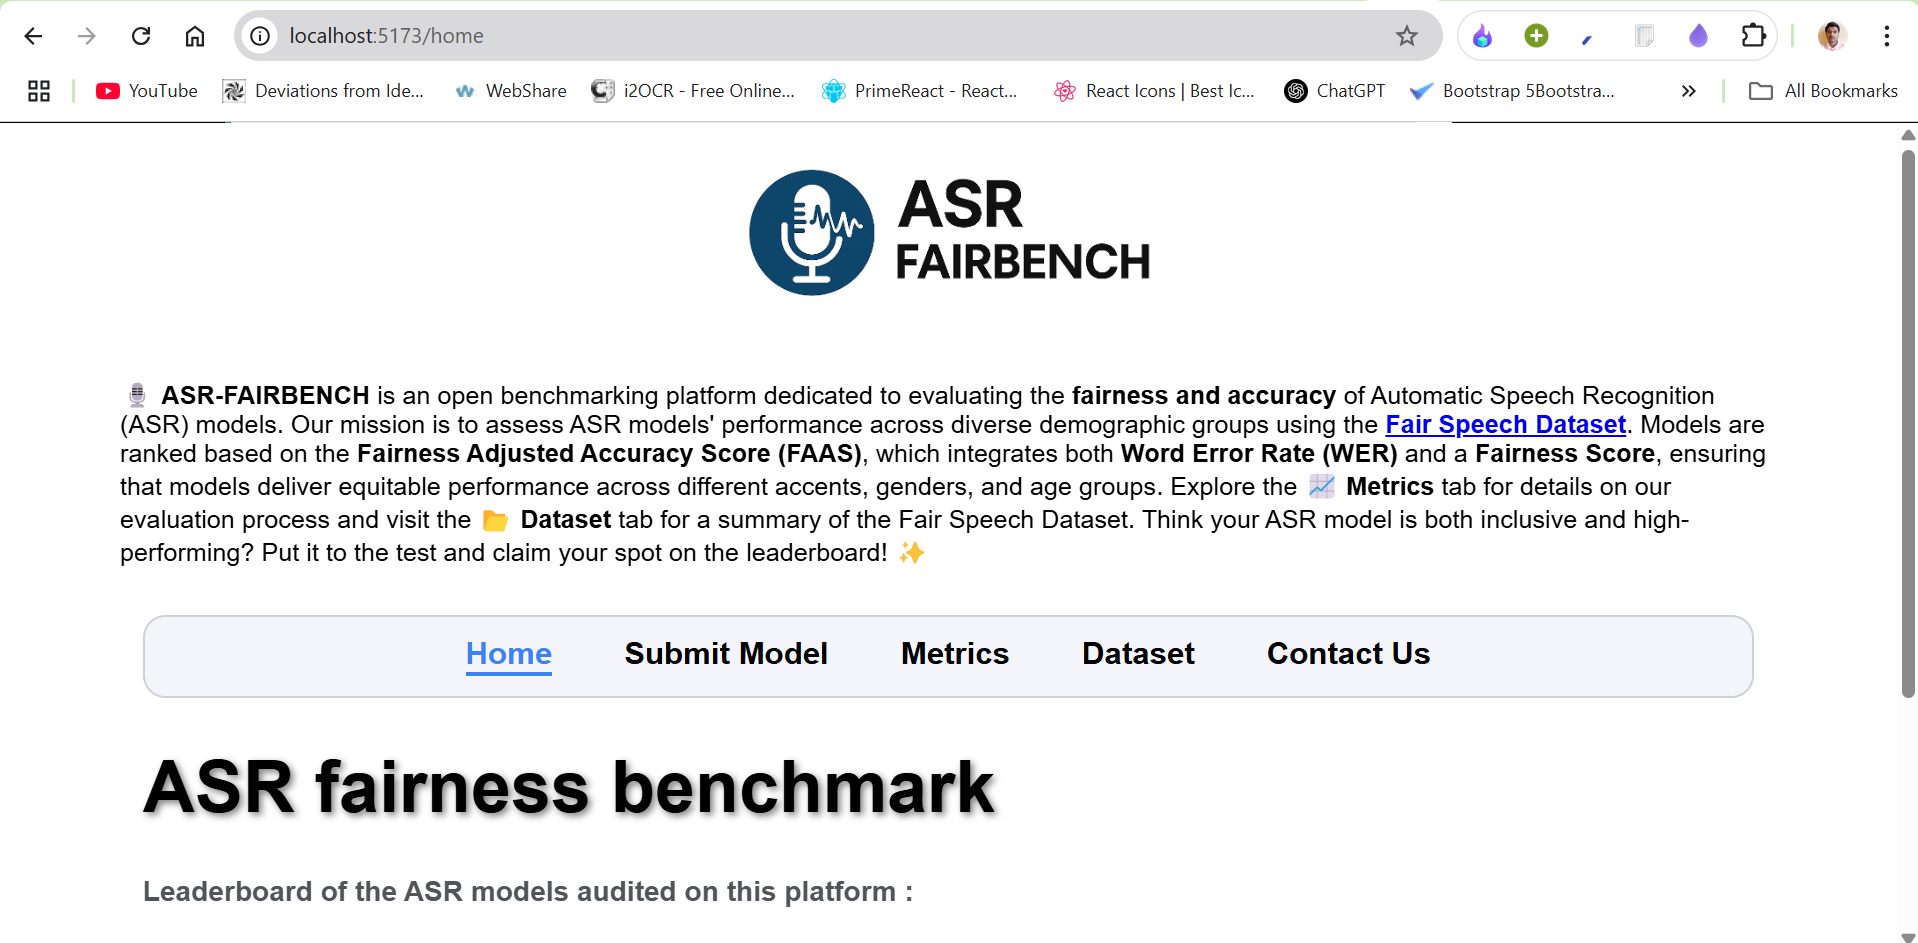 localhost:5173/home
YouTube
Deviations from Ide...
WebShare
i2OCR - Free Online...
PrimeReact - React...
React Icons | Best Ic...
ChatGPT
Bootstrap 5Bootstra...
All Bookmarks
ASR
FAIRBENCH
ASR-FAIRBENCH is an open benchmarking platform dedicated to evaluating the fairness and accuracy of Automatic Speech Recognition
(ASR) models. Our mission is to assess ASR models' performance across diverse demographic groups using the Fair Speech Dataset. Models are
ranked based on the Fairness Adjusted Accuracy Score (FAAS), which integrates both Word Error Rate (WER) and a Fairness Score, ensuring
that models deliver equitable performance across different accents, genders, and age groups. Explore the 📈 Metrics tab for details on our
evaluation process and visit the 📂 Dataset tab for a summary of the Fair Speech Dataset. Think your ASR model is both inclusive and high-
performing? Put it to the test and claim your spot on the leaderboard! ✨
Home
Submit Model
Metrics
Dataset
Contact Us
ASR fairness benchmark
Leaderboard of the ASR models audited on this platform :